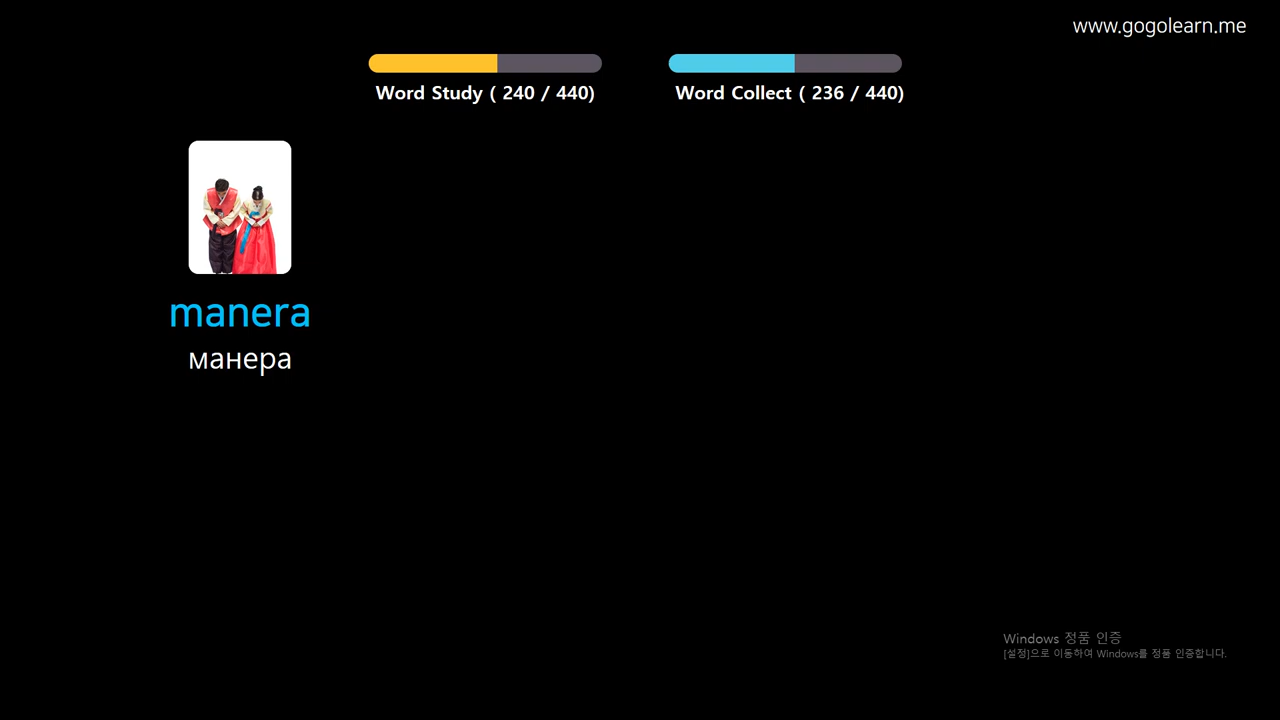 www.gogolearn.me
Word Study ( 240 / 440)
Word Collect ( 236 / 440)
manera
манера
Windows 정품 인증
[설정]으로 이동하여 Windows를 정품 인증합니다.